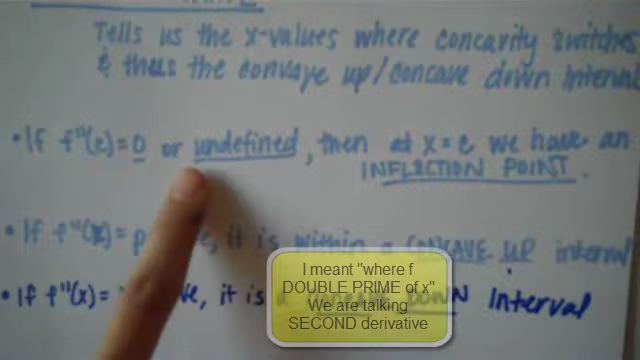 Tells us the x-values where concavity switches
& thus the concave up/concave down interval
• If f"(c)=0 or undefined, then at x=c we have an
INFLECTION POINT.
• If f"(x)= it is within a CONCAVE UP interval
• If f"(x)= it is DOWN interval
I meant "where f
DOUBLE PRIME of x"
We are talking
SECOND derivative